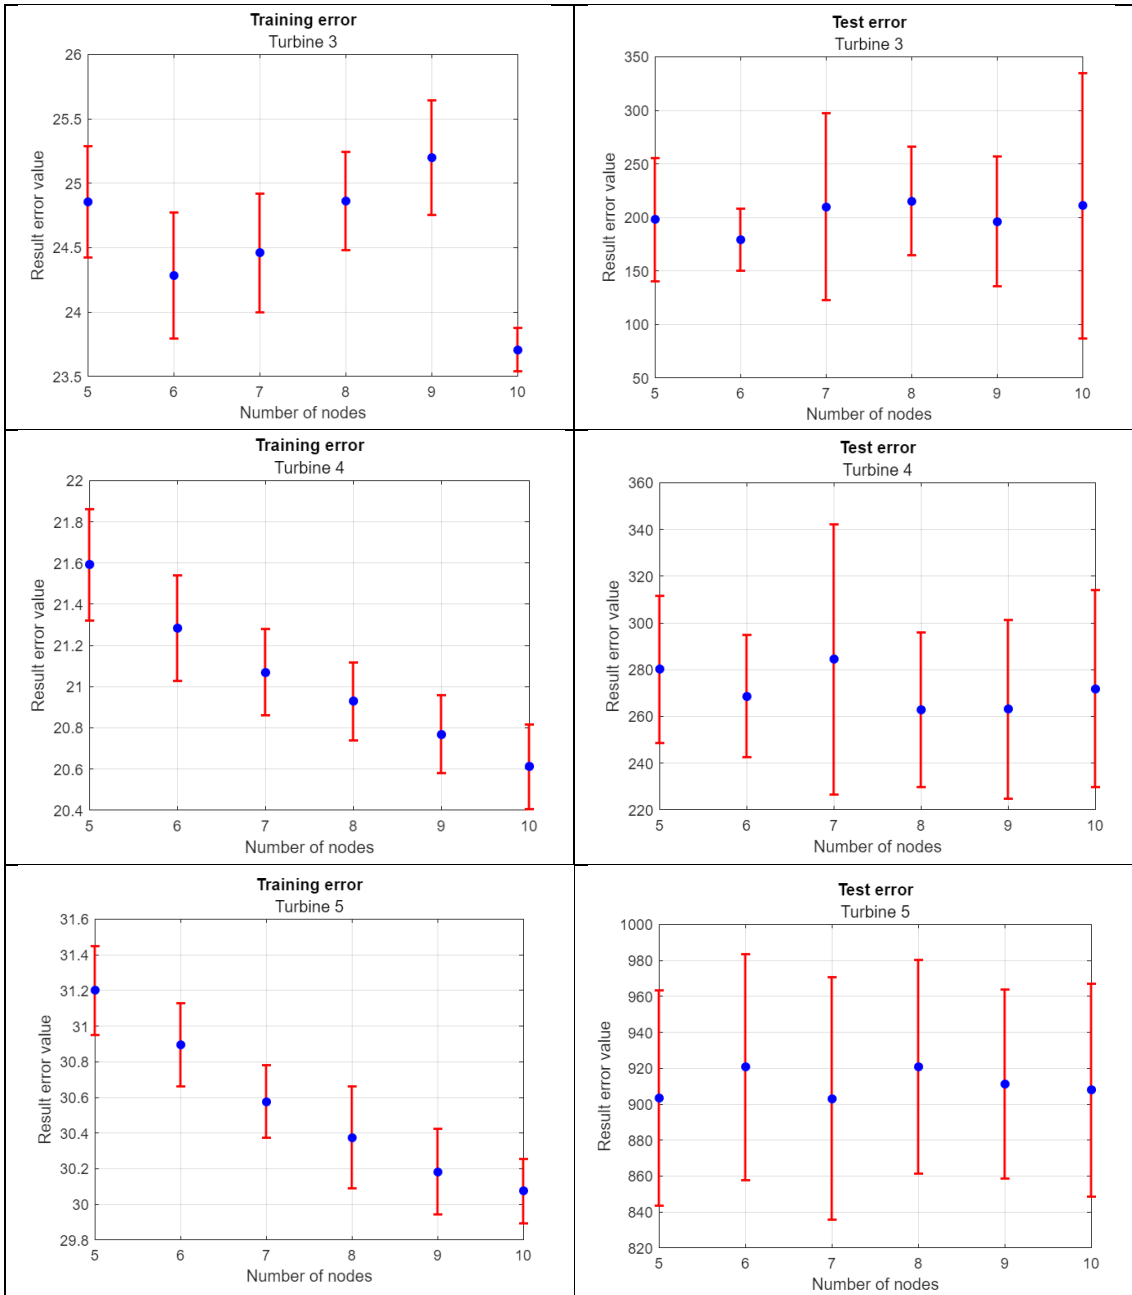 Training error
Turbine 3
26
25.5
25
24.5
24
23.5
5 6 7 8 9 10
Number of nodes
Result error value
Test error
Turbine 3
350
300
250
200
150
100
50
5 6 7 8 9 10
Number of nodes
Result error value
Training error
Turbine 4
22
21.8
21.6
21.4
21.2
21
20.8
20.6
20.4
5 6 7 8 9 10
Number of nodes
Result error value
Test error
Turbine 4
360
340
320
300
280
260
240
220
5 6 7 8 9 10
Number of nodes
Result error value
Training error
Turbine 5
31.6
31.4
31.2
31
30.8
30.6
30.4
30.2
30
29.8
5 6 7 8 9 10
Number of nodes
Result error value
Test error
Turbine 5
1000
980
960
940
920
900
880
860
840
820
5 6 7 8 9 10
Number of nodes
Result error value